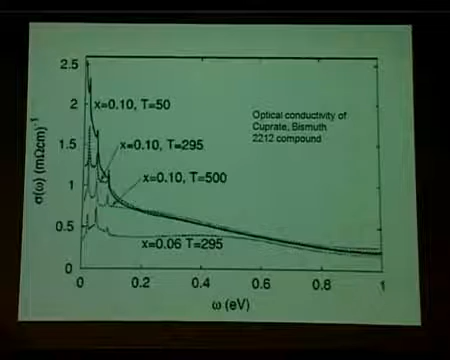 2.5
2
1.5
1
0.5
0
σ(ω) (mΩcm)⁻¹
x=0.10, T=50
x=0.10, T=295
x=0.10, T=500
x=0.06 T=295
Optical conductivity of
Cuprate, Bismuth
2212 compound
0 0.2 0.4 0.6 0.8 1
ω (eV)